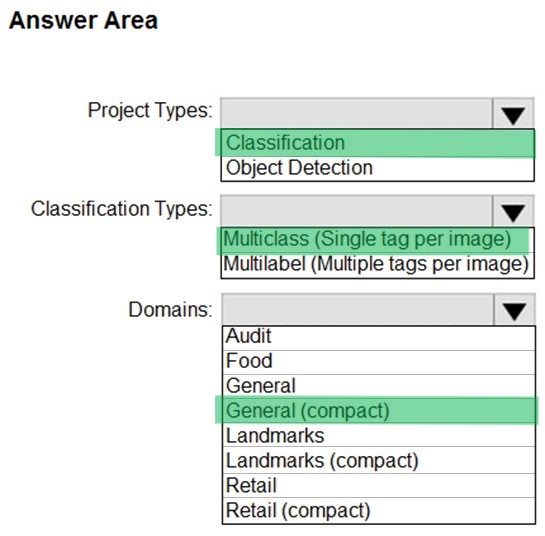 Answer Area
Project Types:
Classification
Object Detection
Classification Types:
Multiclass (Single tag per image)
Multilabel (Multiple tags per image)
Domains:
Audit
Food
General
General (compact)
Landmarks
Landmarks (compact)
Retail
Retail (compact)